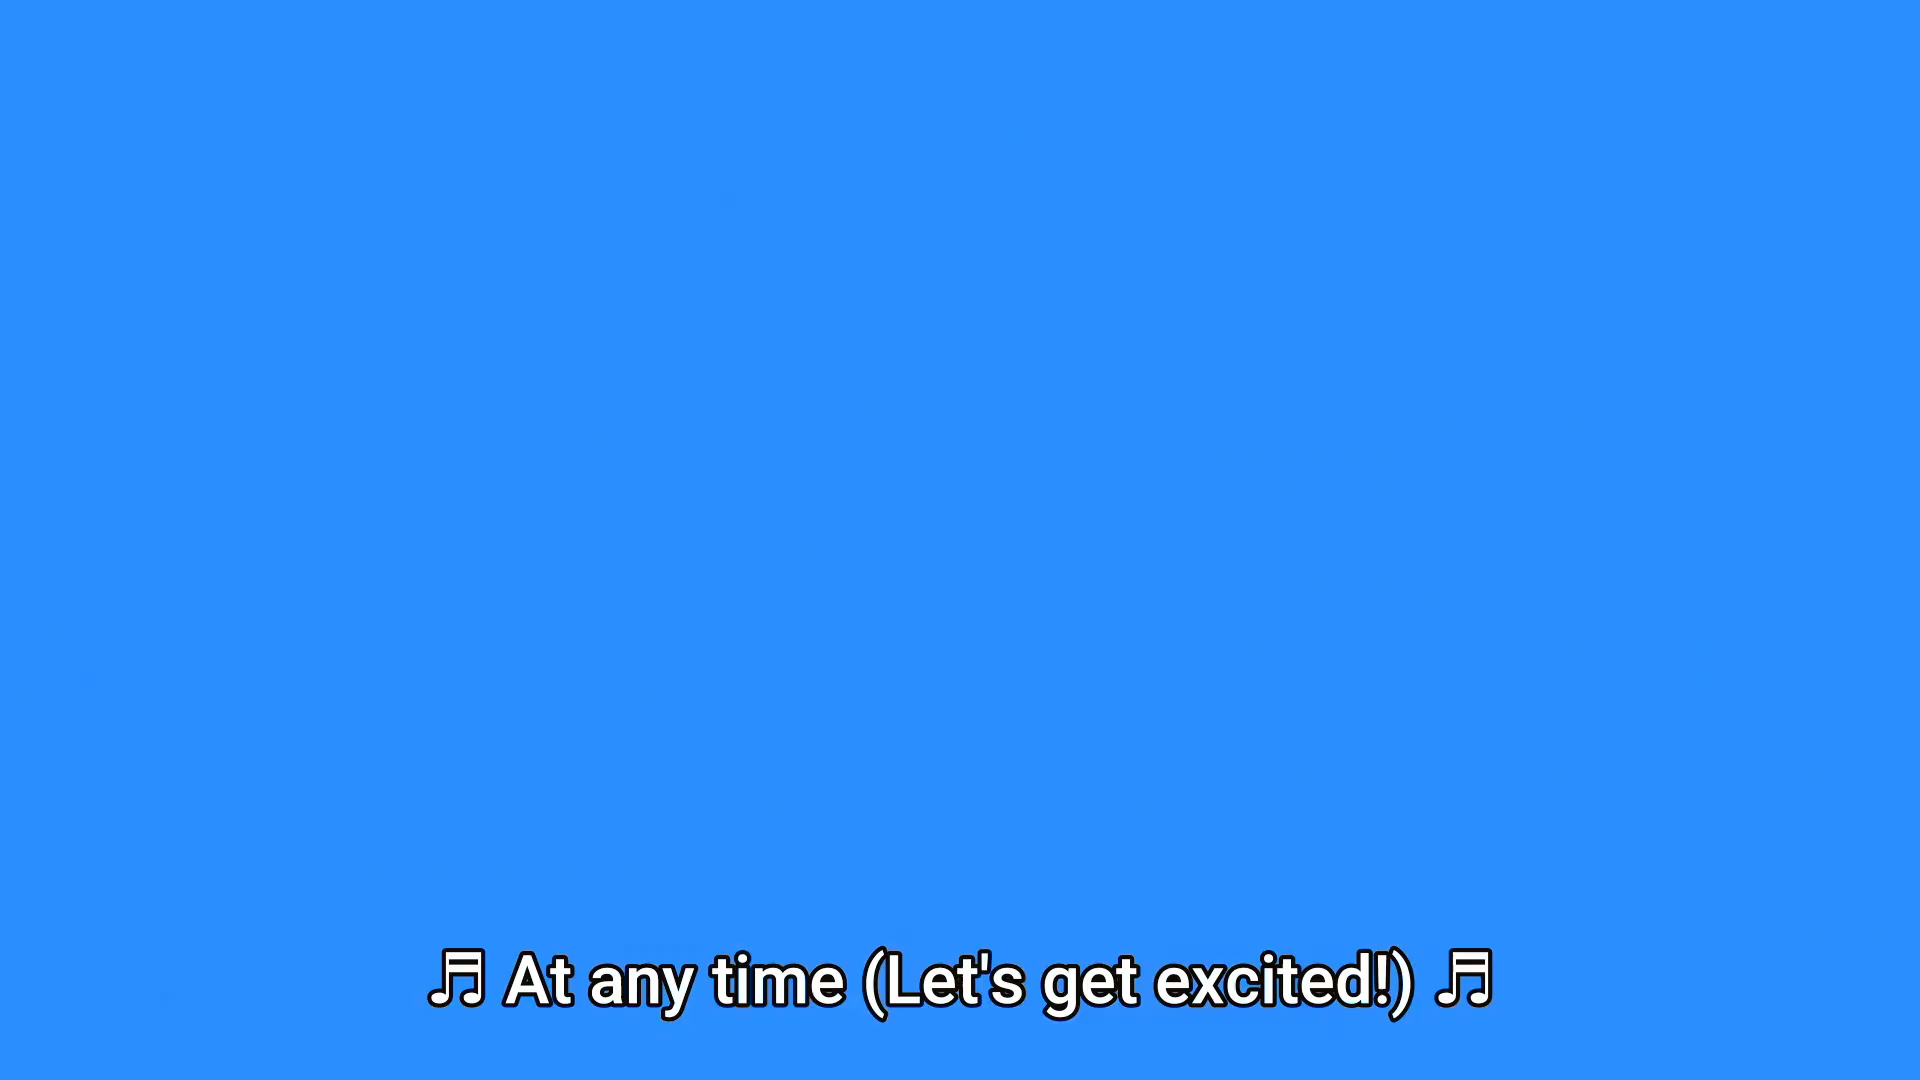 ♬ At any time (Let's get excited!) ♬